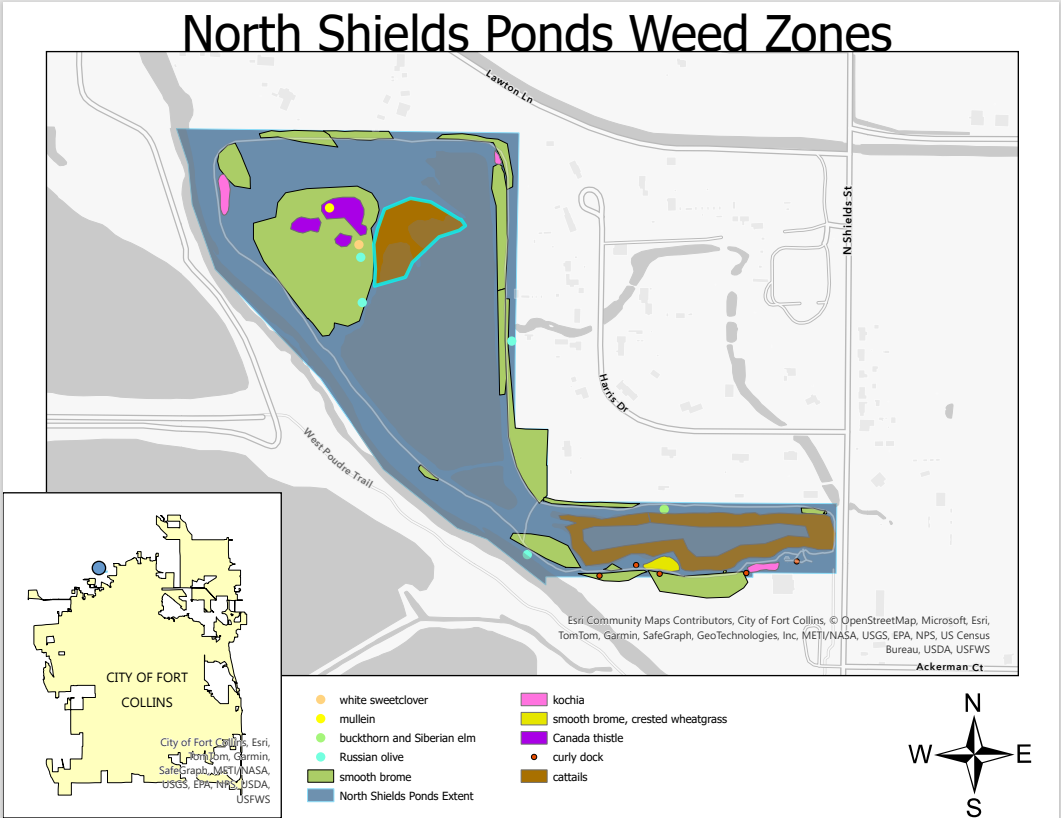 North Shields Ponds Weed Zones
Lawton Ln
N Shields St
Harris Dr
West Poudre Trail
Esri Community Maps Contributors, City of Fort Collins, © OpenStreetMap, Microsoft, Esri,
TomTom, Garmin, SafeGraph, GeoTechnologies, Inc, METI/NASA, USGS, EPA, NPS, US Census
Bureau, USDA, USFWS
Ackerman Ct
CITY OF FORT
COLLINS
City of Fort Collins, Esri,
TomTom, Garmin,
SafeGraph, METI/NASA,
USGS, EPA, NPS, USDA,
USFWS
white sweetclover
mullein
buckthorn and Siberian elm
Russian olive
smooth brome
North Shields Ponds Extent
kochia
smooth brome, crested wheatgrass
Canada thistle
curly dock
cattails
N
W
E
S